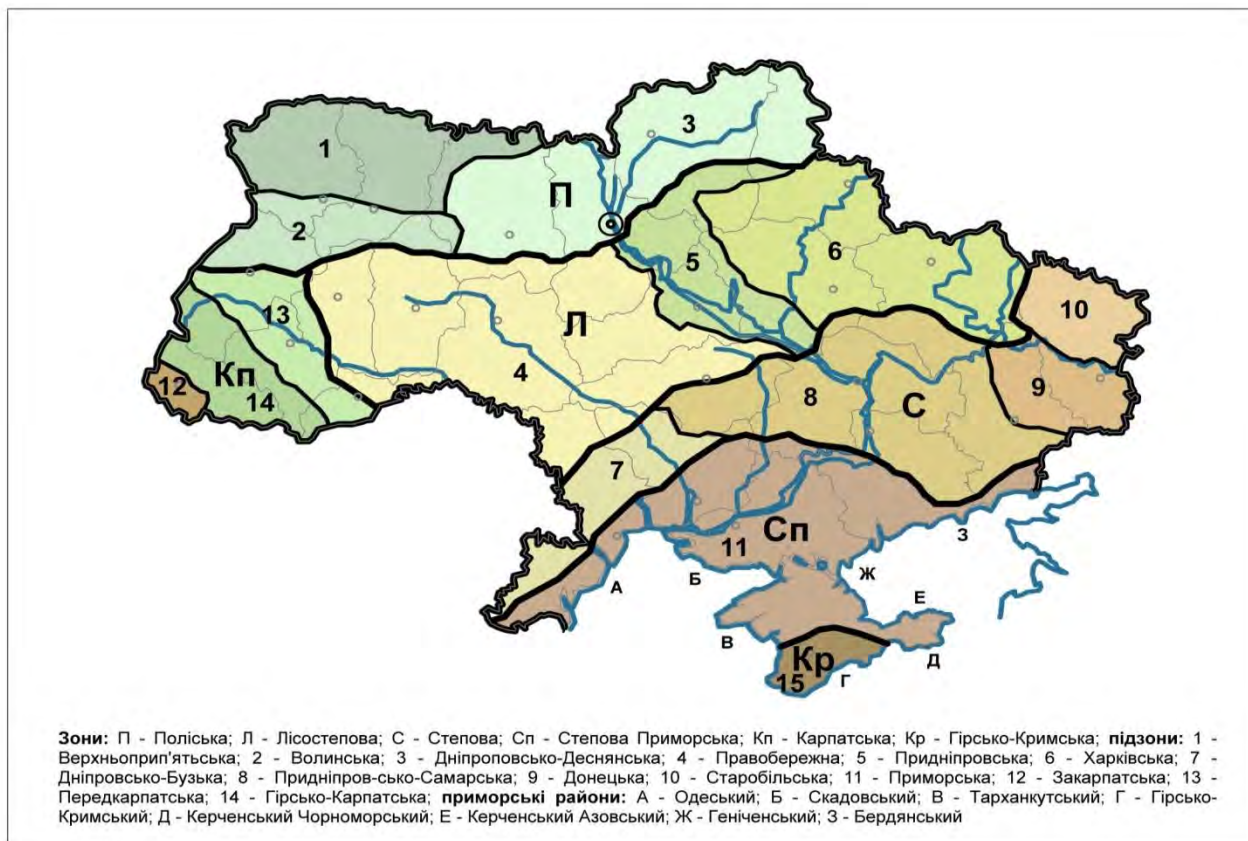 1
3
П
2
6
5
10
13
Л
Кп
4
12
14
8
С
9
7
Сп
11
З
А
Б
Ж
Е
В
Кр
Д
15
Г
Зони: П - Поліська; Л - Лісостепова; С - Степова; Сп - Степова Приморська; Кп - Карпатська; Кр - Гірсько-Кримська; підзони: 1 -
Верхньоприп'ятьська; 2 - Волинська; 3 - Дніпроповсько-Деснянська; 4 - Правобережна; 5 - Придніпровська; 6 - Харківська; 7 -
Дніпровсько-Бузька; 8 - Придніпров-сько-Самарська; 9 - Донецька; 10 - Старобільська; 11 - Приморська; 12 - Закарпатська; 13 -
Передкарпатська; 14 - Гірсько-Карпатська; приморські райони: А - Одеський; Б - Скадовський; В - Тарханкутський; Г - Гірсько-
Кримський; Д - Керченський Чорноморський; Е - Керченський Азовський; Ж - Геніченський; З - Бердянський